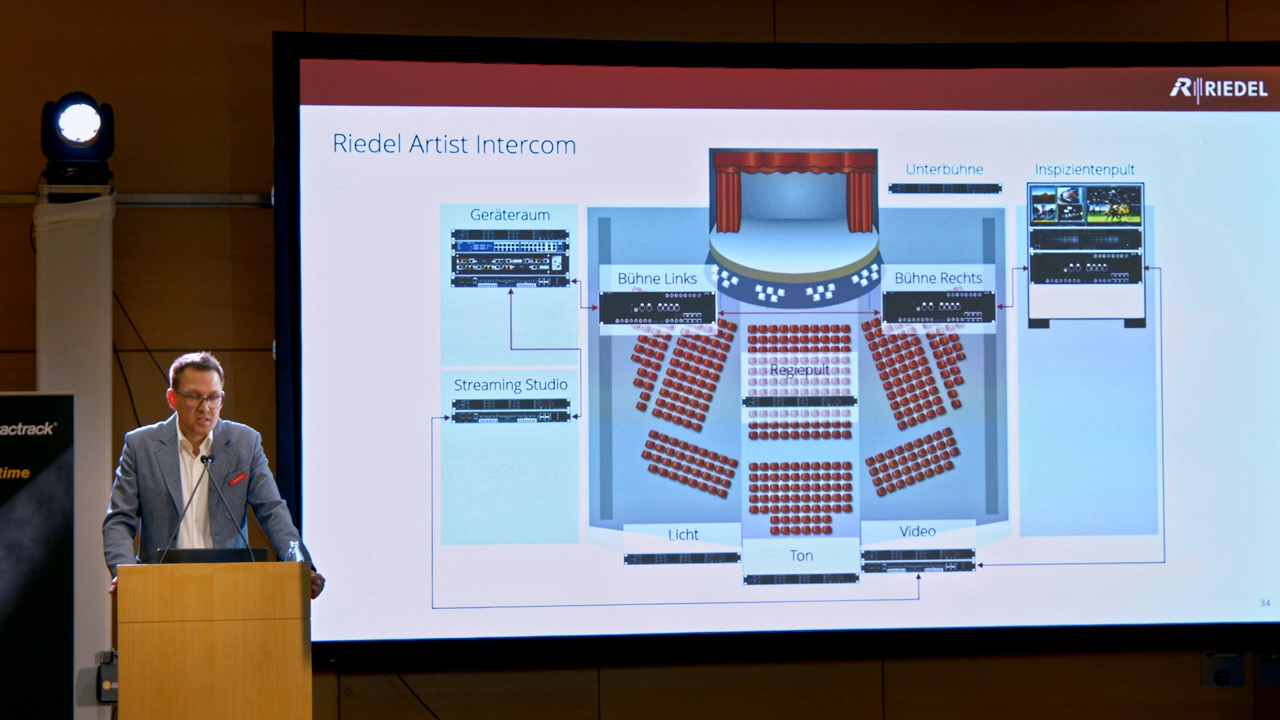 RIEDEL
Riedel Artist Intercom
Unterbühne
Inspizientenpult
Geräteraum
Bühne Links
Bühne Rechts
Regiepult
Streaming Studio
Licht
Ton
Video
34
actrack®
time